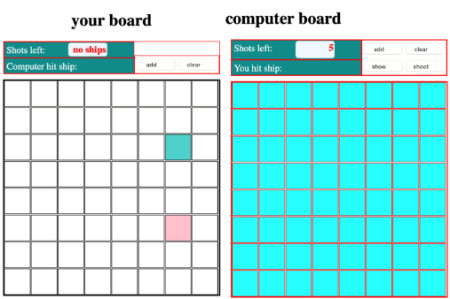 your board
Shots left: no ships
Computer hit ship: add clear
computer board
Shots left: 5 add clear
You hit ship: show shoot